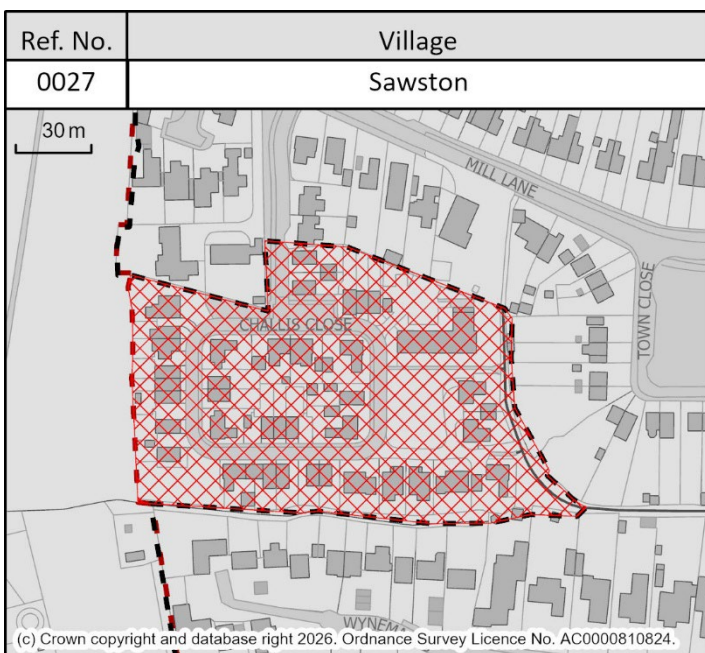 Ref. No. Village
0027 Sawston
30 m
MILL LANE
TOWN CLOSE
CHALLIS CLOSE
WYNEMA
(c) Crown copyright and database right 2026. Ordnance Survey Licence No. AC0000810824.